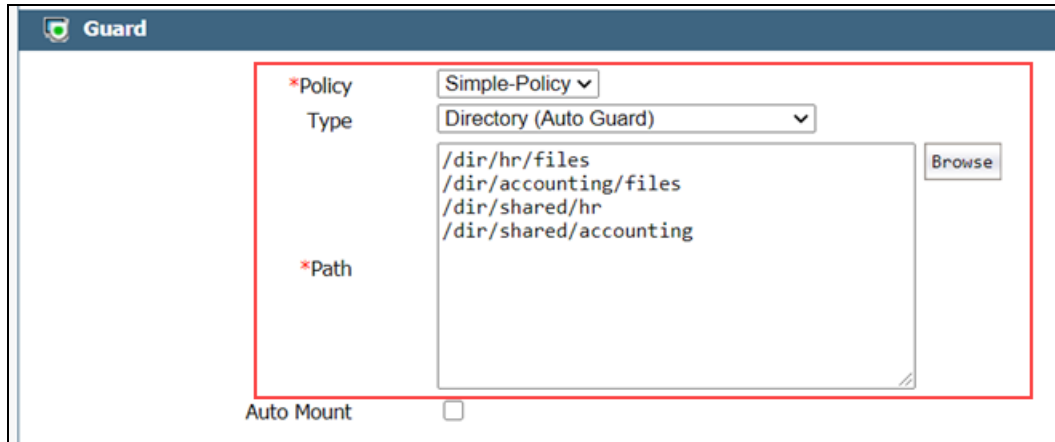 Guard
*Policy
Simple-Policy
Type
Directory (Auto Guard)
/dir/hr/files
/dir/accounting/files
/dir/shared/hr
/dir/shared/accounting
Browse
*Path
Auto Mount